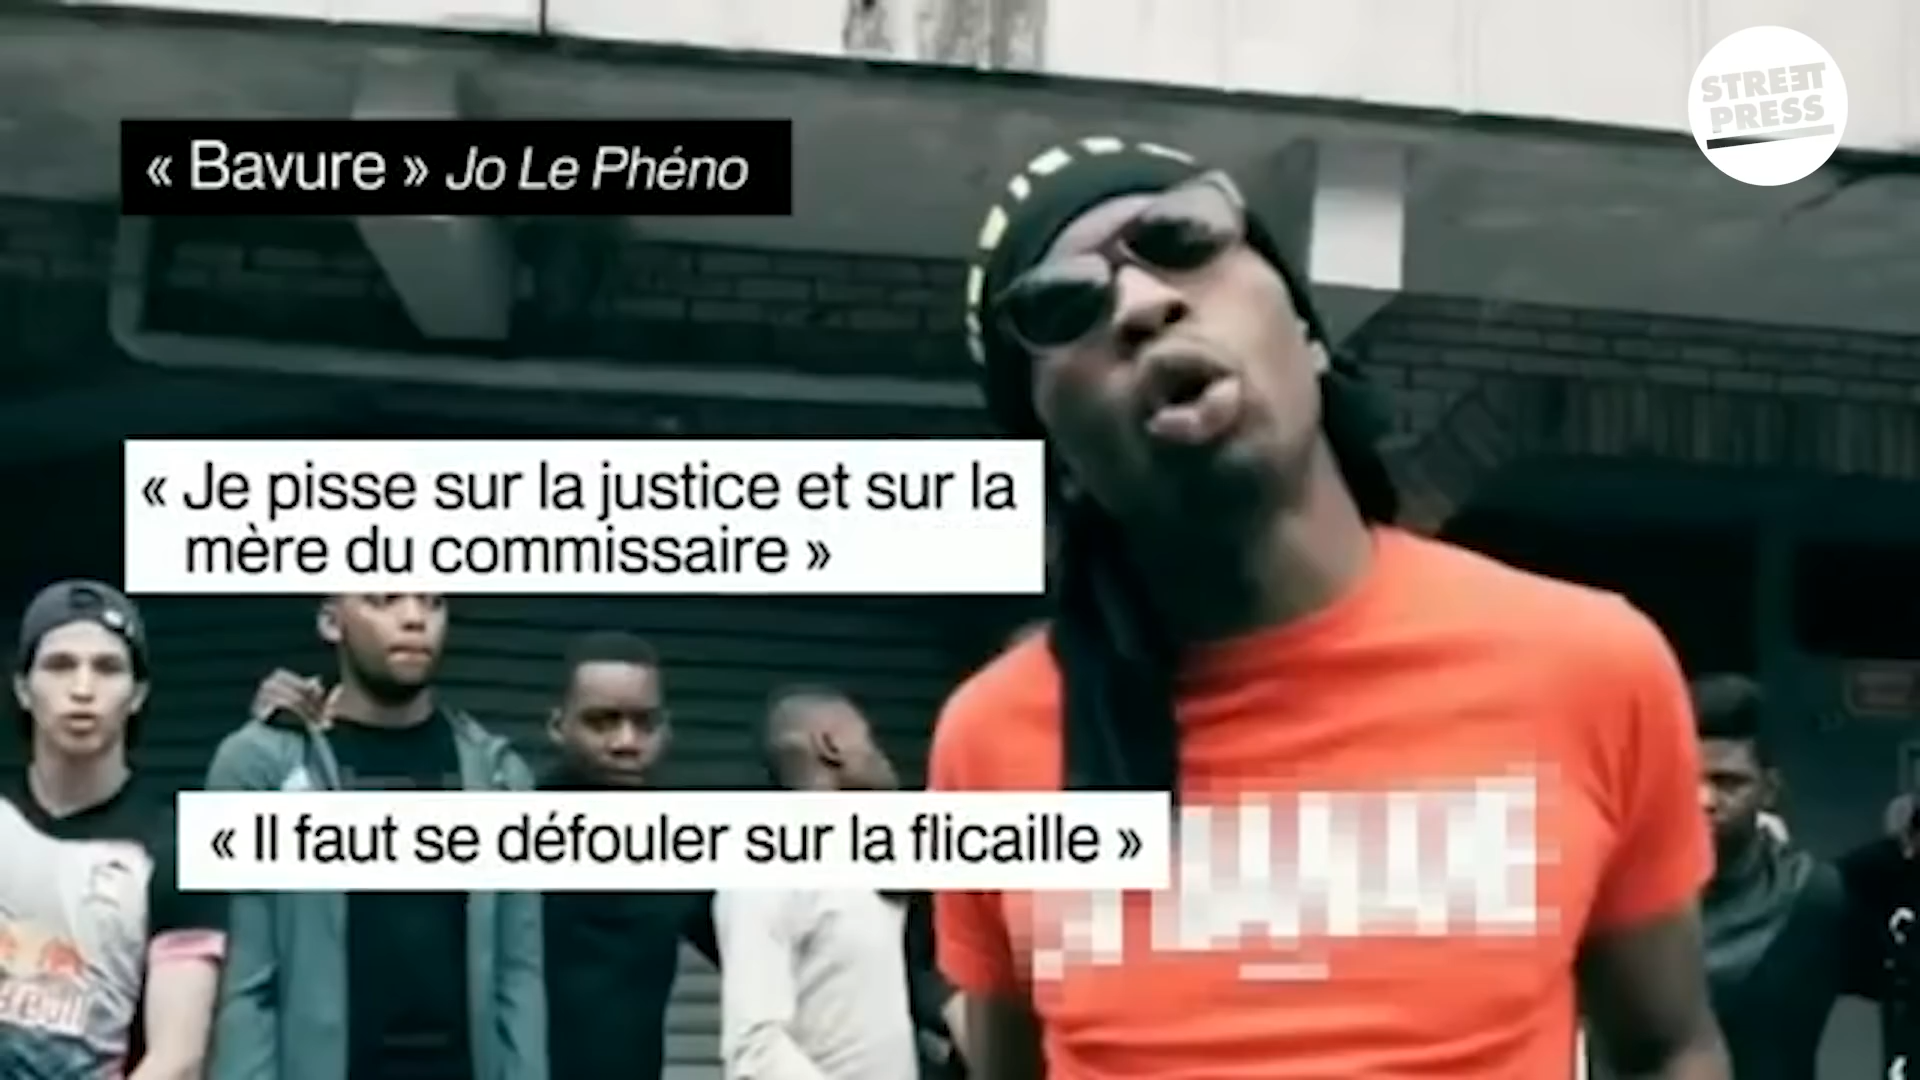 STREET
PRESS
« Bavure » Jo Le Phéno
« Je pisse sur la justice et sur la
mère du commissaire »
« Il faut se défouler sur la flicaille »